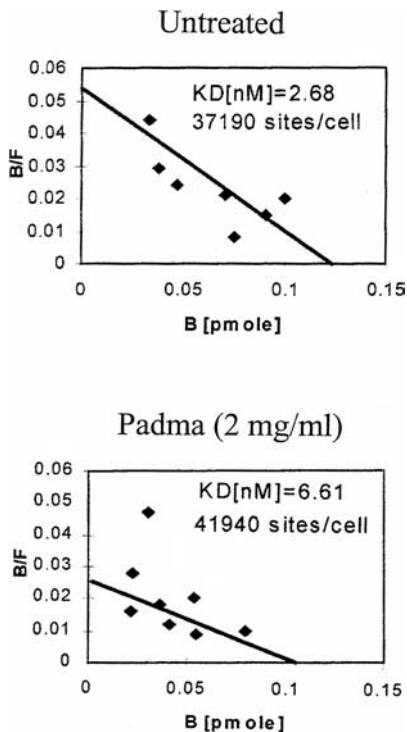 Untreated
0.06
0.05
0.04
0.03
0.02
0.01
0
B/F
KD[nM]=2.68
37190 sites/cell
0.05
0.1
0.15
B [pmole]
Padma (2 mg/ml)
0.06
0.05
0.04
0.03
0.02
0.01
0
B/F
KD[nM]=6.61
41940 sites/cell
0
0.05
0.1
0.15
B [pmole]